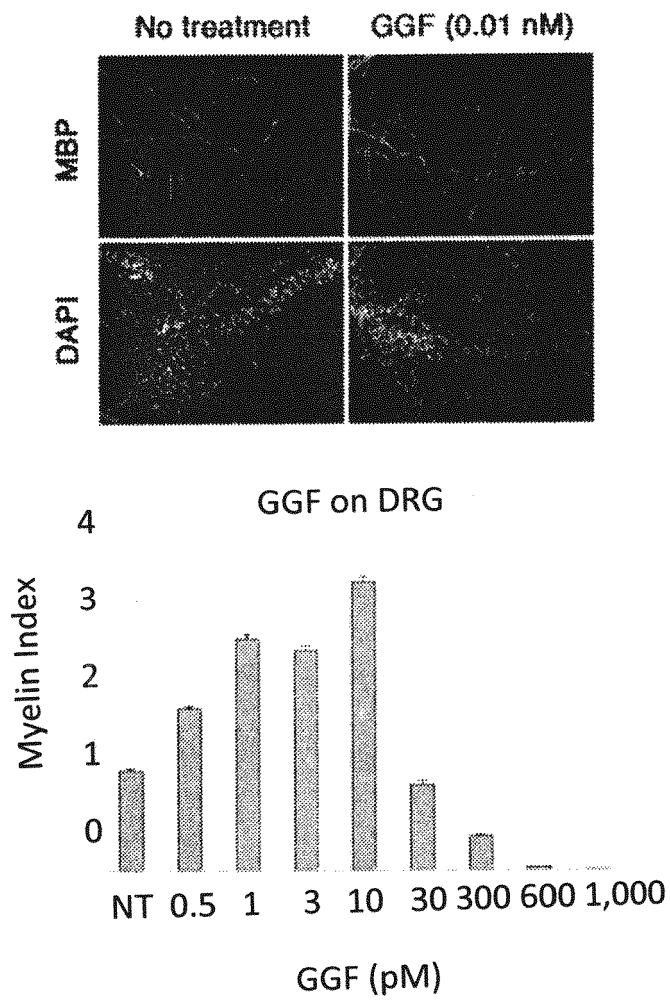 No treatment GGF (0.01 nM)
MBP
DAPI
GGF on DRG
Myelin Index
4
3
2
1
0
NT 0.5 1 3 10 30 300 600 1,000
GGF (pM)